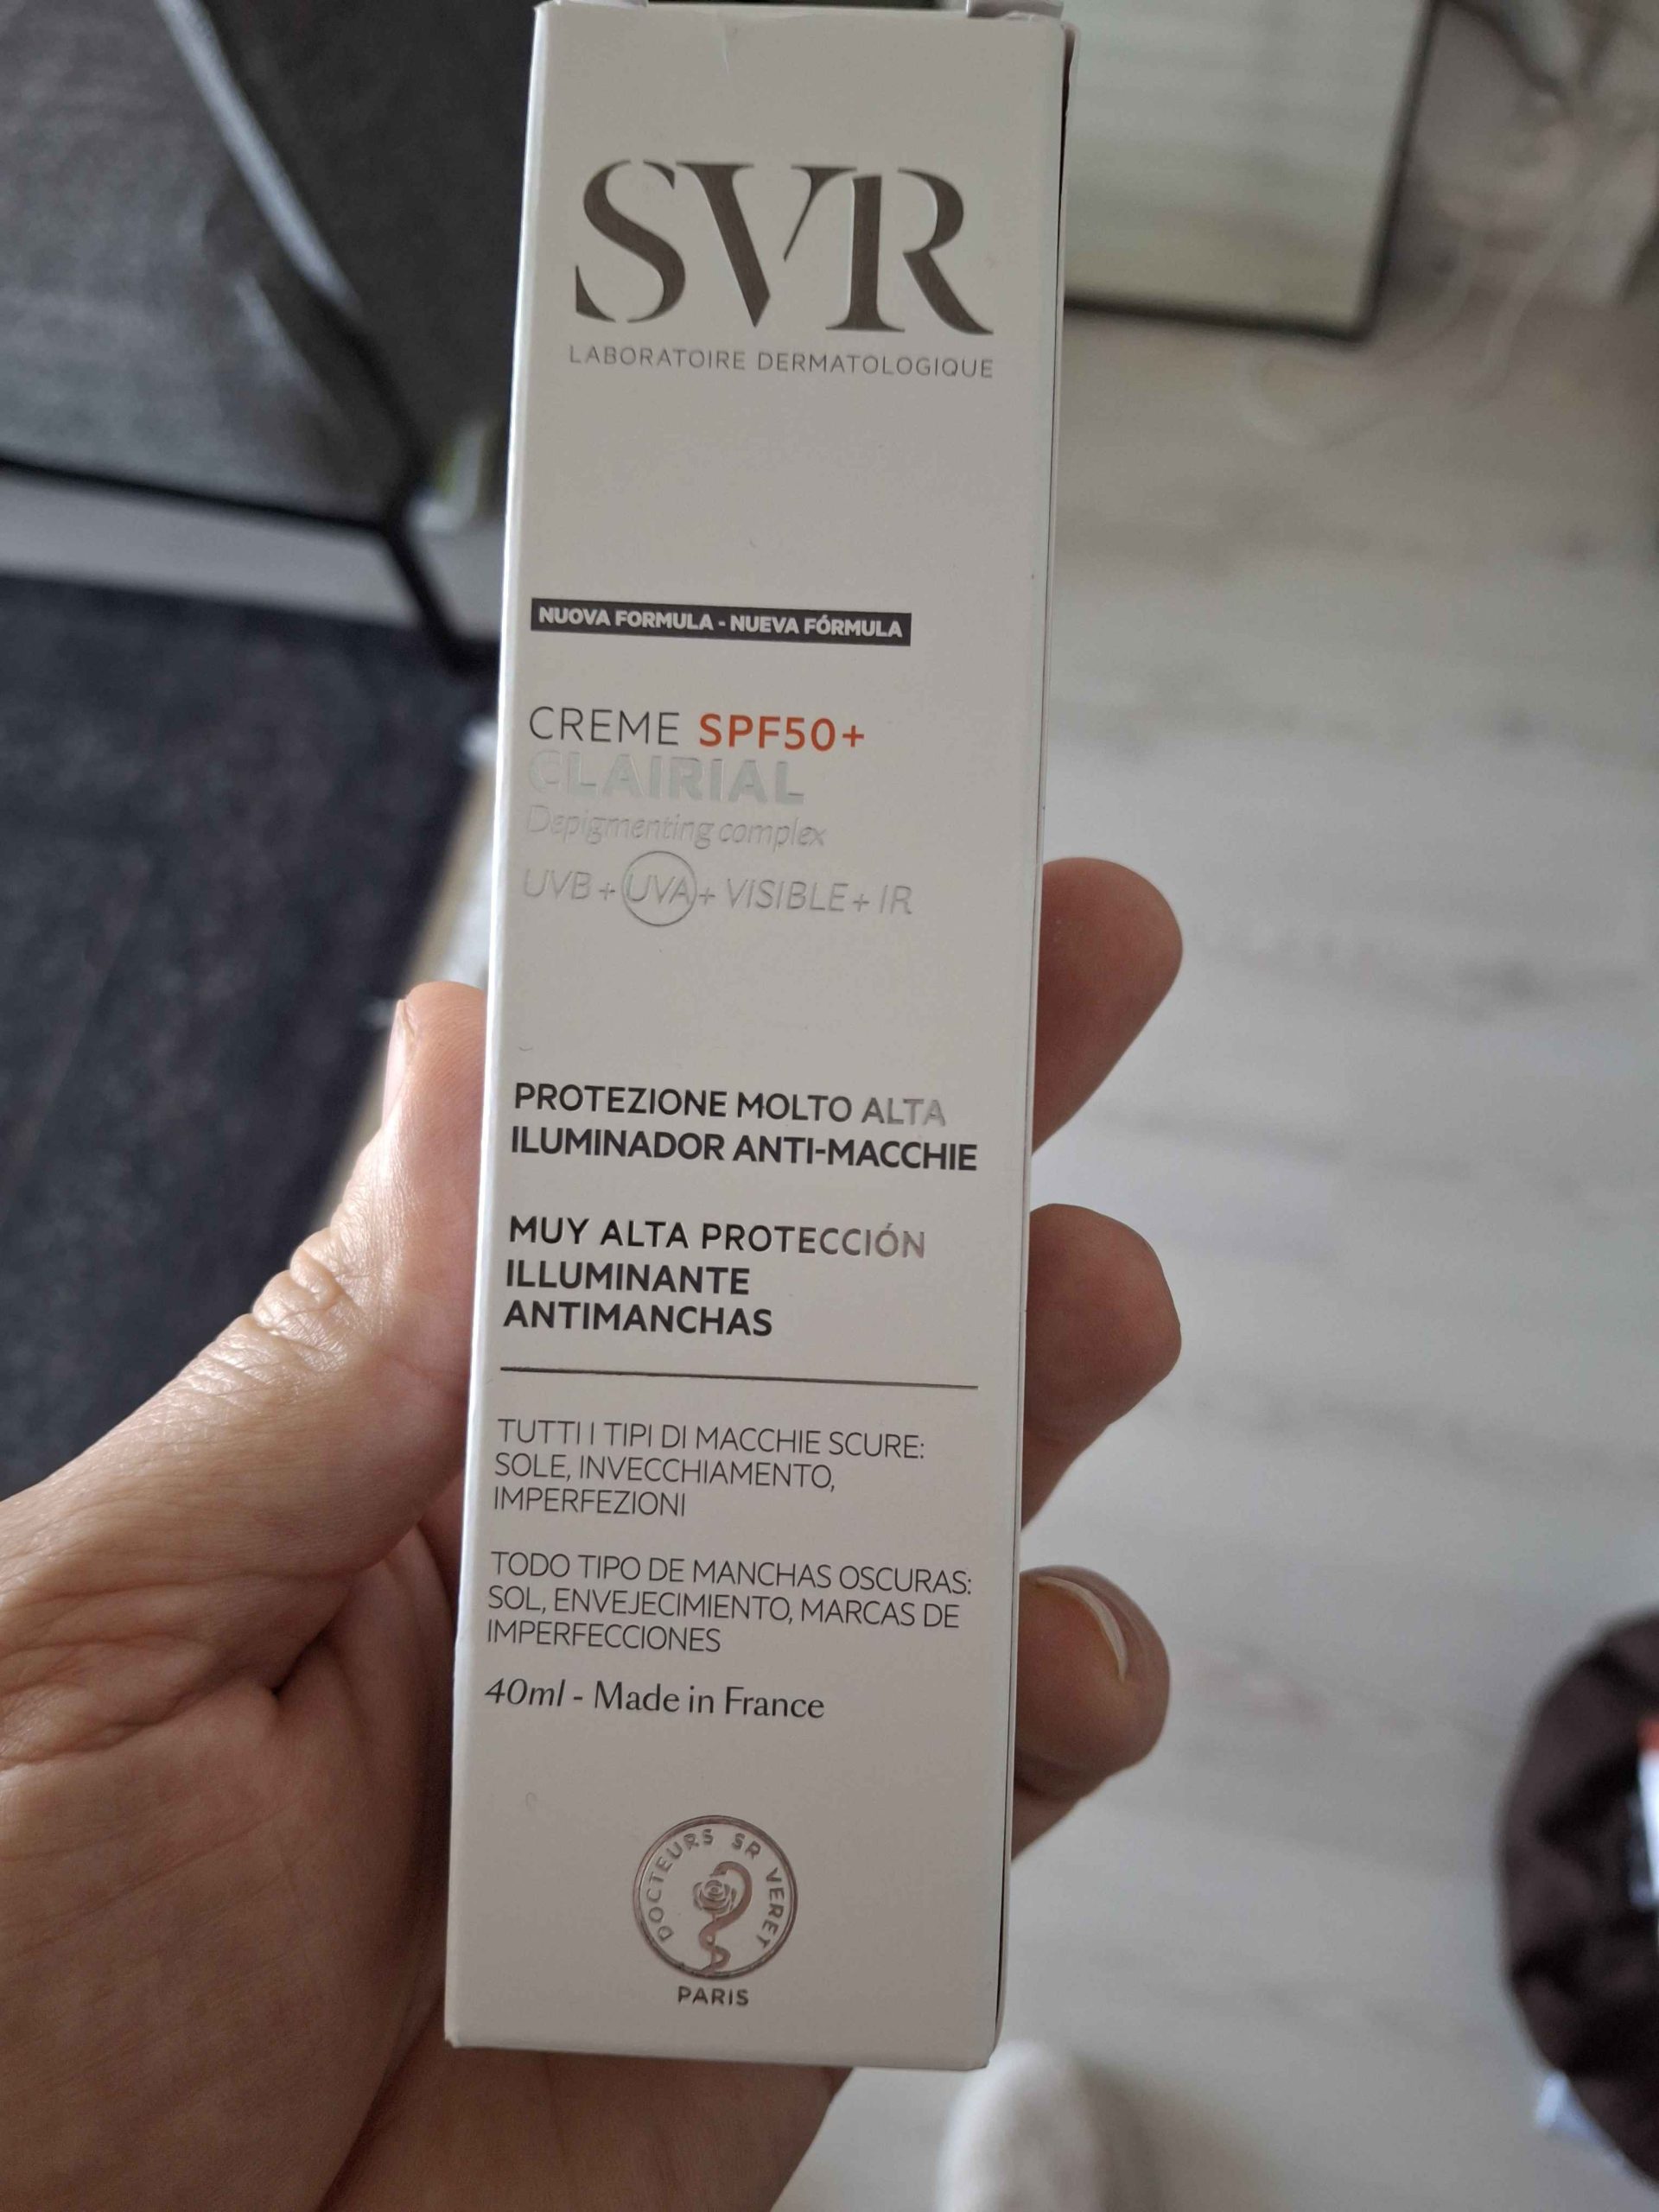 SVR
LABORATOIRE DERMATOLOGIQUE
NUOVA FORMULA - NUEVA FÓRMULA
CREME SPF50+
CLAIRIAL
Depigmenting complex
UVB + UVA + VISIBLE + IR
PROTEZIONE MOLTO ALTA
ILUMINADOR ANTI-MACCHIE
MUY ALTA PROTECCIÓN
ILLUMINANTE
ANTIMANCHAS
TUTTI I TIPI DI MACCHIE SCURE:
SOLE, INVECCHIAMENTO,
IMPERFEZIONI
TODO TIPO DE MANCHAS OSCURAS:
SOL, ENVEJECIMIENTO, MARCAS DE
IMPERFECCIONES
40ml - Made in France
DOCTEURS SR VERET
PARIS